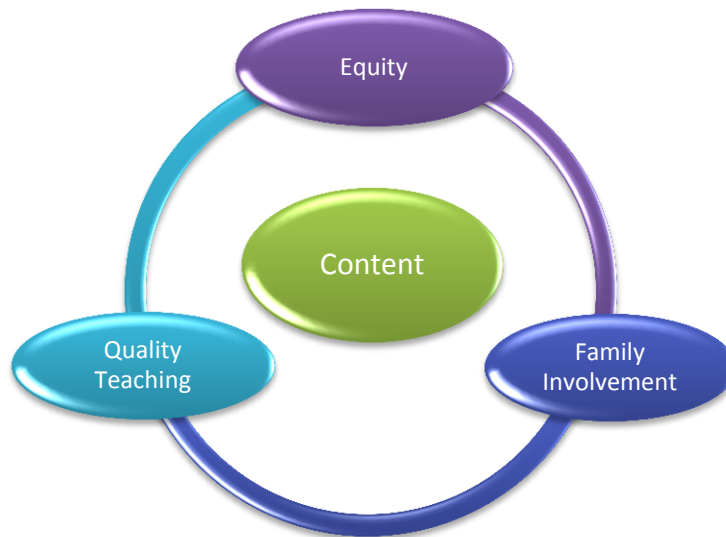 Equity
Content
Quality
Teaching
Family
Involvement